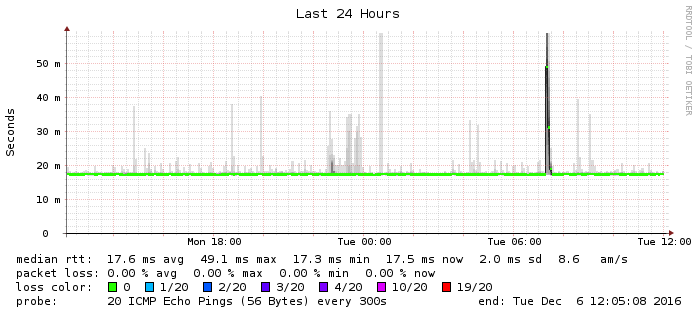 Last 24 Hours
RRDTOOL / TOBI OETIKER
Seconds
50 m
40 m
30 m
20 m
10 m
0
Mon 18:00 Tue 00:00 Tue 06:00 Tue 12:00
median rtt: 17.6 ms avg 49.1 ms max 17.3 ms min 17.5 ms now 2.0 ms sd 8.6 am/s
packet loss: 0.00 % avg 0.00 % max 0.00 % min 0.00 % now
loss color: 0 1/20 2/20 3/20 4/20 10/20 19/20
probe: 20 ICMP Echo Pings (56 Bytes) every 300s end: Tue Dec 6 12:05:08 2016